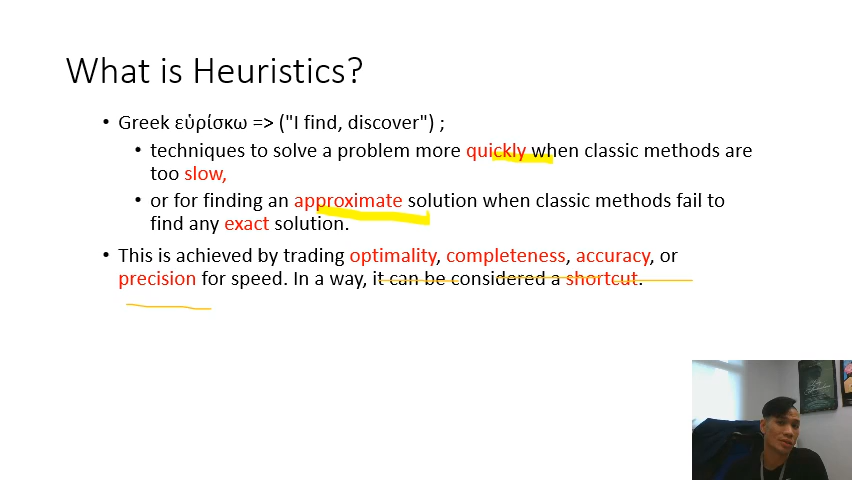 What is Heuristics?
• Greek εὑρίσκω => ("I find, discover") ;
• techniques to solve a problem more quickly when classic methods are
too slow,
• or for finding an approximate solution when classic methods fail to
find any exact solution.
• This is achieved by trading optimality, completeness, accuracy, or
precision for speed. In a way, it can be considered a shortcut.